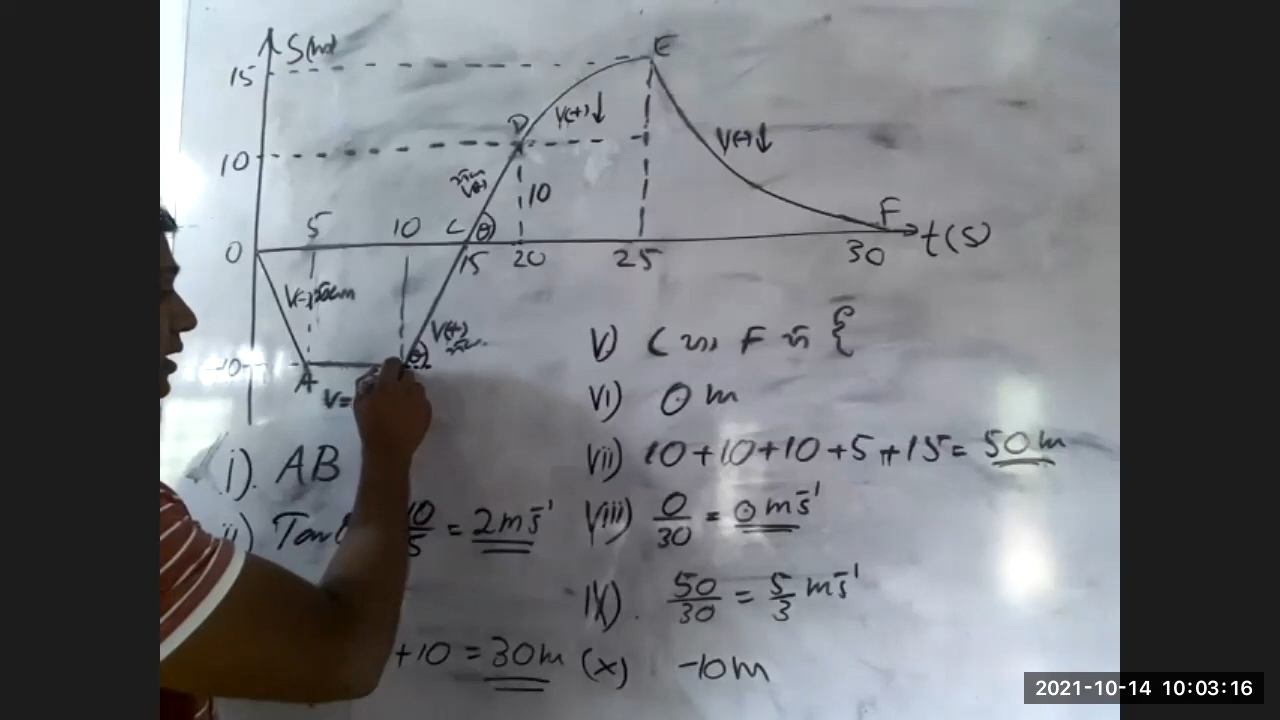 S(m)
15
E
D
V(+)↓
V(-)↓
10
10
5
10
C
θ
F
0
15
20
25
30
t(s)
V(+)
θ
-10
A
V=
i). AB
ii) Tanθ
10/5 = 2ms⁻¹
+10 = 30m
vi) 0 m
vii) 10+10+10+5+15= 50m
viii) 0/30 = 0ms⁻¹
ix). 50/30 = 5/3 ms⁻¹
(x) -10m
2021-10-14 10:03:16